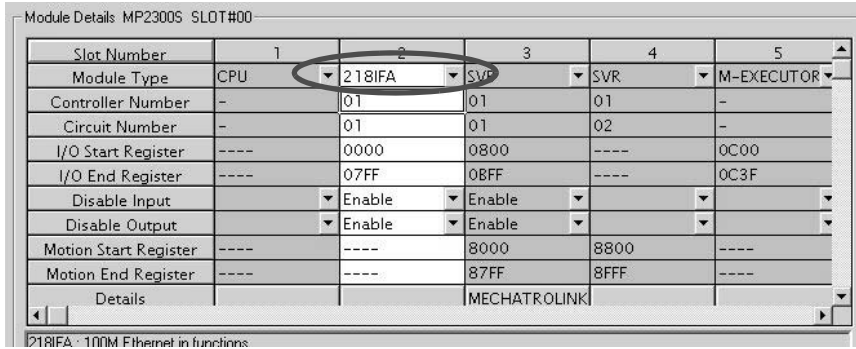 Module Details MP2300S SLOT#00
Slot Number 1 2 3 4 5
Module Type CPU 218IFA SVR M-EXECUTOR
Controller Number - 01 01 01 -
Circuit Number - 01 01 02 -
I/O Start Register ---- 0000 0800 ---- 0C00
I/O End Register ---- 07FF 0BFF ---- 0C3F
Disable Input Enable Enable
Disable Output Enable Enable
Motion Start Register ---- ---- 8000 8800 ----
Motion End Register ---- ---- 87FF 8FFF ----
Details MECHATROLINK
218IFA : 100M Ethernet in functions